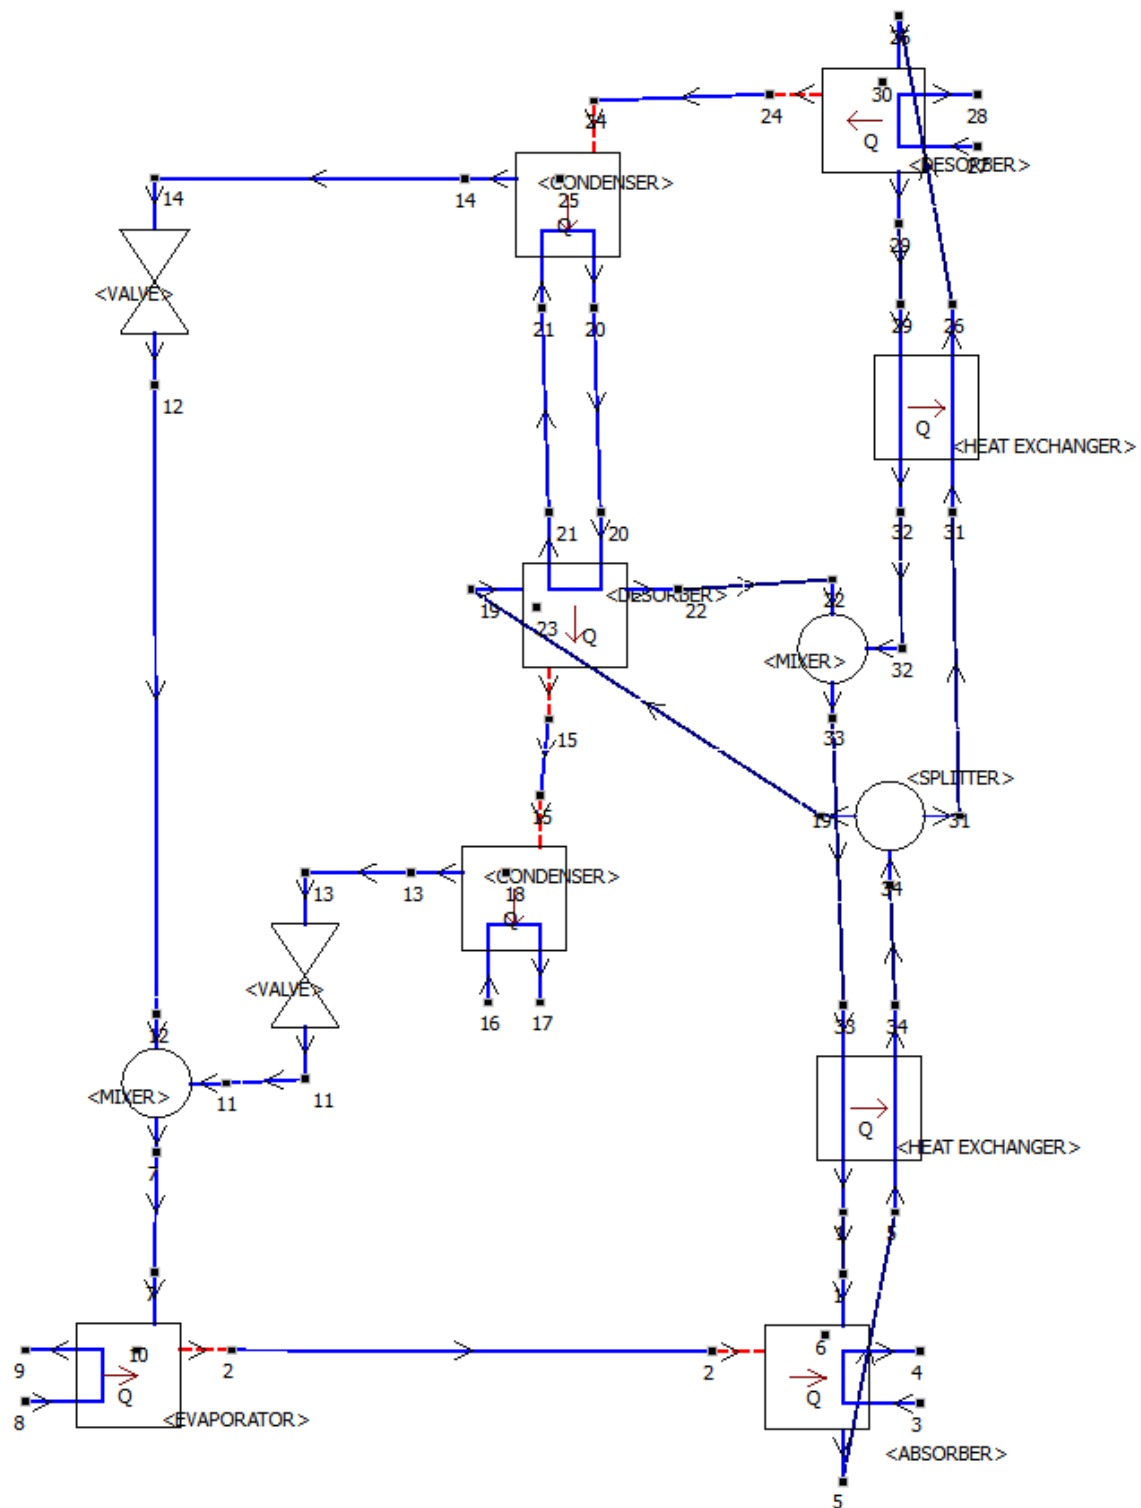 26
30
24
28
24
Q
27
<DESORBER>
<CONDENSER>
25
14
14
Q
29
<VALVE>
21
20
29
26
12
Q
<HEAT EXCHANGER>
21
20
32
31
<DESORBER>
19
22
22
23
Q
<MIXER>
32
15
33
<SPLITTER>
15
19
31
<CONDENSER>
13
13
18
34
Q
<VALVE>
16
17
33
34
12
<MIXER>
11
11
Q
<HEAT EXCHANGER>
7
1
5
7
1
10
6
9
2
2
4
Q
Q
8
<EVAPORATOR>
3
<ABSORBER>
5